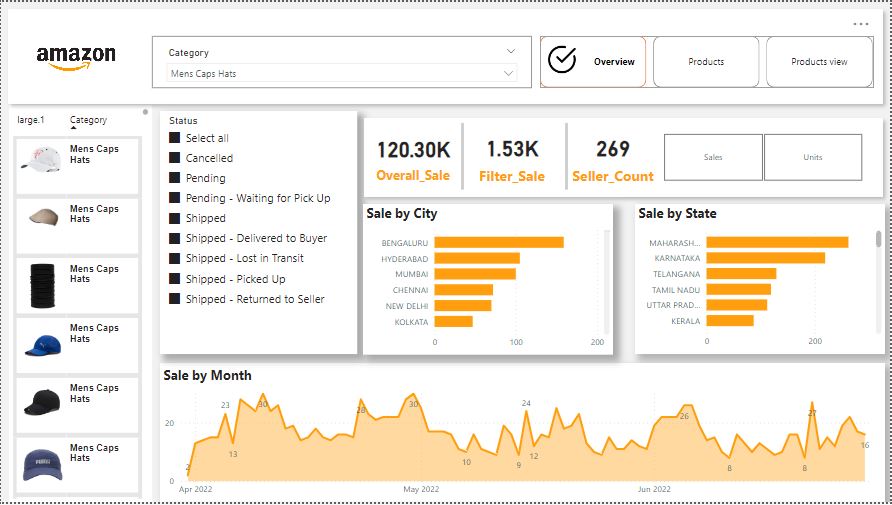 ...
amazon
Category
Mens Caps Hats
Overview
Products
Products view
large.1 Category
Mens Caps
Hats
Mens Caps
Hats
Mens Caps
Hats
Mens Caps
Hats
Mens Caps
Hats
Mens Caps
Hats
Status
Select all
Cancelled
Pending
Pending - Waiting for Pick Up
Shipped
Shipped - Delivered to Buyer
Shipped - Lost in Transit
Shipped - Picked Up
Shipped - Returned to Seller
120.30K
Overall_Sale
1.53K
Filter_Sale
269
Seller_Count
Sales
Units
Sale by City
BENGALURU
HYDERABAD
MUMBAI
CHENNAI
NEW DELHI
KOLKATA
0 100 200
Sale by State
MAHARASH...
KARNATAKA
TELANGANA
TAMIL NADU
UTTAR PRAD...
KERALA
0 200
Sale by Month
20
0
2 23 13 30 28 30 10 9 24 12 26 8 8 27 16
Apr 2022 May 2022 Jun 2022